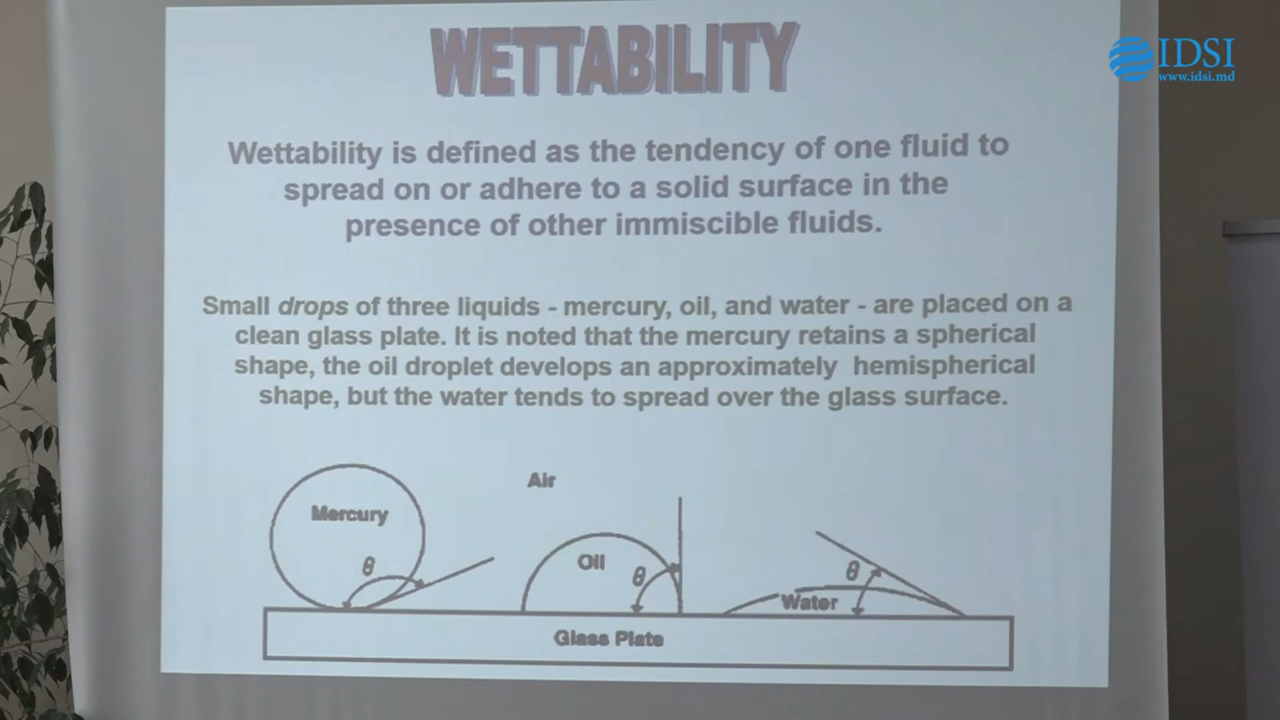 WETTABILITY
IDSI
www.idsi.md
Wettability is defined as the tendency of one fluid to
spread on or adhere to a solid surface in the
presence of other immiscible fluids.
Small drops of three liquids - mercury, oil, and water - are placed on a
clean glass plate. It is noted that the mercury retains a spherical
shape, the oil droplet develops an approximately hemispherical
shape, but the water tends to spread over the glass surface.
Air
Mercury
θ
Oil
θ
θ
Water
Glass Plate